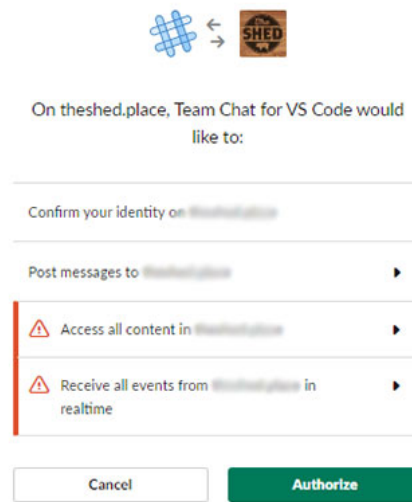 The
SHED
On theshed.place, Team Chat for VS Code would
like to:
Confirm your identity on
Post messages to
Access all content in
Receive all events from in
realtime
Cancel Authorize